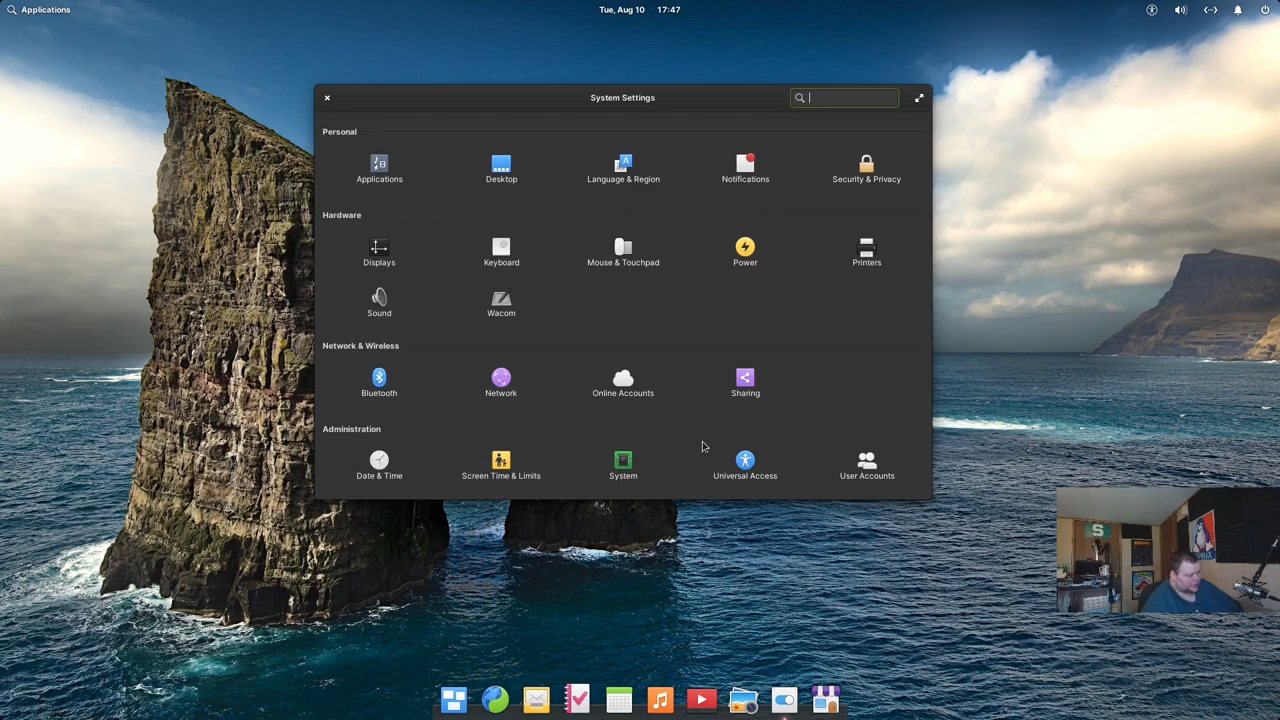 Applications
Tue, Aug 10 17:47
System Settings
Personal
Applications
Desktop
Language & Region
Notifications
Security & Privacy
Hardware
Displays
Keyboard
Mouse & Touchpad
Power
Printers
Sound
Wacom
Network & Wireless
Bluetooth
Network
Online Accounts
Sharing
Administration
Date & Time
Screen Time & Limits
System
Universal Access
User Accounts